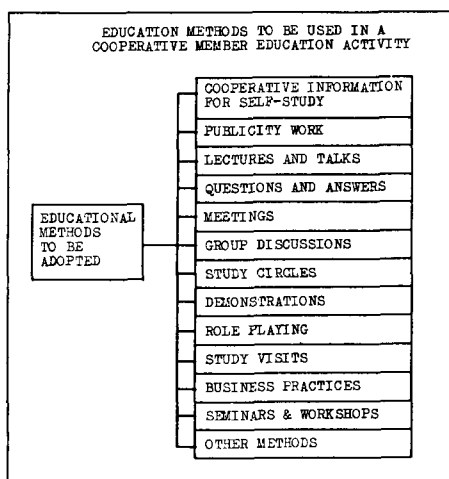 EDUCATION METHODS TO BE USED IN A
COOPERATIVE MEMBER EDUCATION ACTIVITY
EDUCATIONAL
METHODS
TO BE
ADOPTED
COOPERATIVE INFORMATION
FOR SELF-STUDY
PUBLICITY WORK
LECTURES AND TALKS
QUESTIONS AND ANSWERS
MEETINGS
GROUP DISCUSSIONS
STUDY CIRCLES
DEMONSTRATIONS
ROLE PLAYING
STUDY VISITS
BUSINESS PRACTICES
SEMINARS & WORKSHOPS
OTHER METHODS